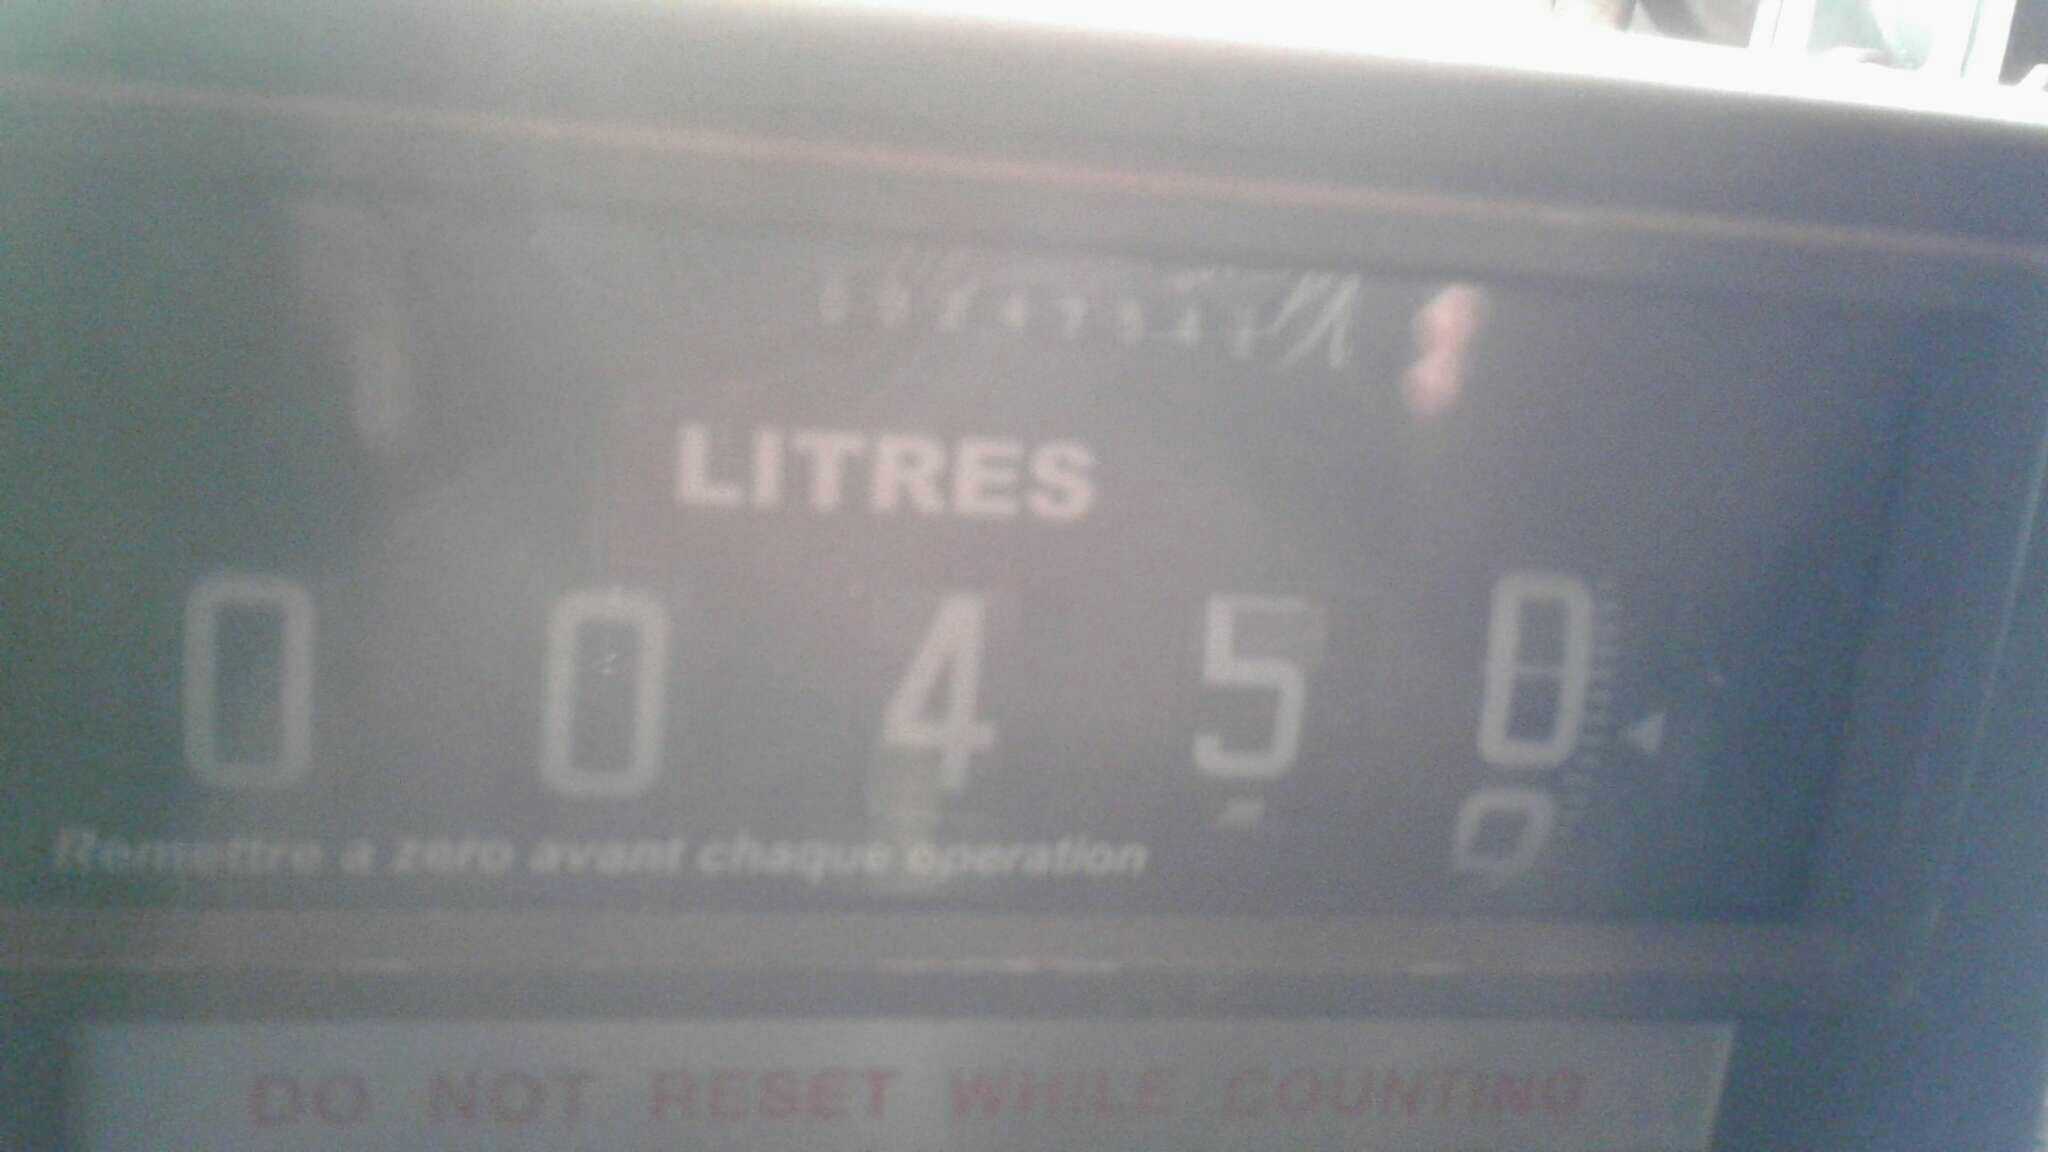 LITRES
0 0 4 5 0
Remettre a zero avant chaque operation
DO NOT RESET WHILE COUNTING